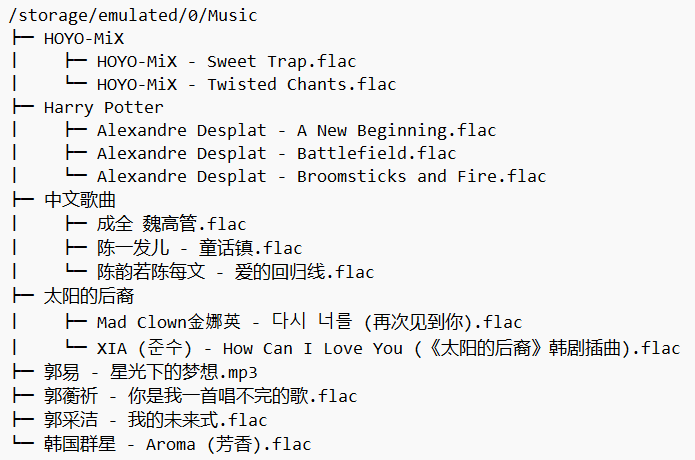 /storage/emulated/0/Music
├── HOYO-MiX
│   ├── HOYO-MiX - Sweet Trap.flac
│   └── HOYO-MiX - Twisted Chants.flac
├── Harry Potter
│   ├── Alexandre Desplat - A New Beginning.flac
│   ├── Alexandre Desplat - Battlefield.flac
│   └── Alexandre Desplat - Broomsticks and Fire.flac
├── 中文歌曲
│   ├── 成全 魏高管.flac
│   ├── 陈一发儿 - 童话镇.flac
│   └── 陈韵若陈每文 - 爱的回归线.flac
├── 太阳的后裔
│   ├── Mad Clown金娜英 - 다시 너를 (再次见到你).flac
│   └── XIA (준수) - How Can I Love You (《太阳的后裔》韩剧插曲).flac
├── 郭易 - 星光下的梦想.mp3
├── 郭蘅祈 - 你是我一首唱不完的歌.flac
├── 郭采洁 - 我的未来式.flac
└── 韩国群星 - Aroma (芳香).flac